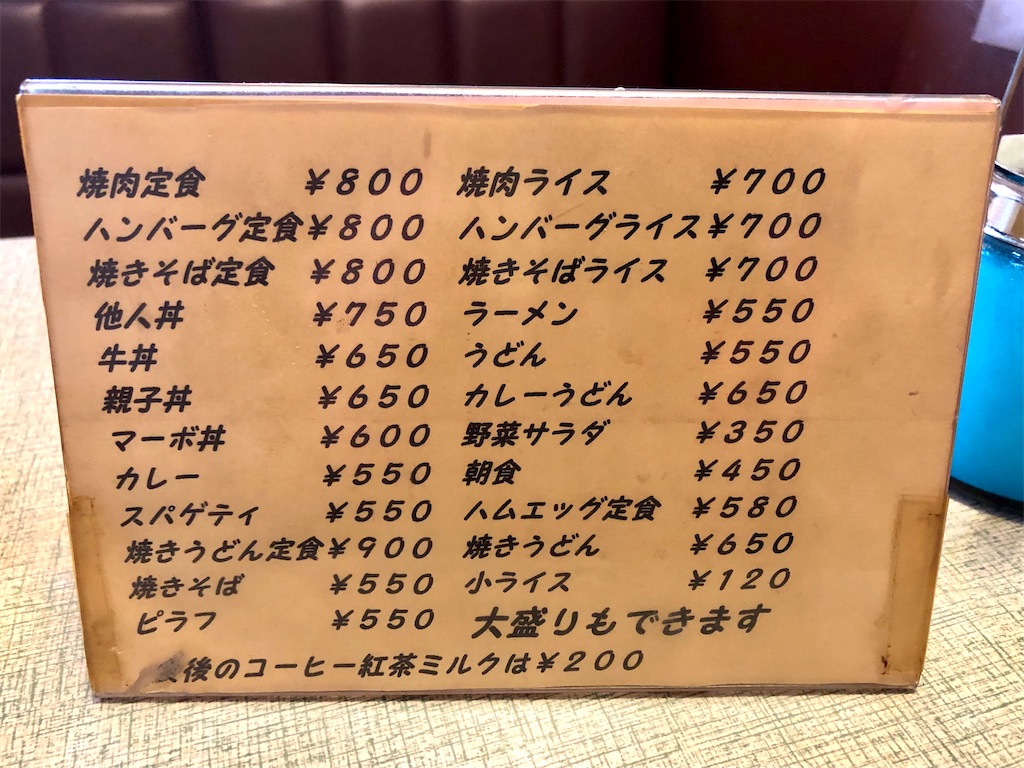 焼肉定食 ¥800
ハンバーグ定食 ¥800
焼きそば定食 ¥800
他人丼 ¥750
牛丼 ¥650
親子丼 ¥650
マーボ丼 ¥600
カレー ¥550
スパゲティ ¥550
焼きうどん定食 ¥900
焼きそば ¥550
ピラフ ¥550
焼肉ライス ¥700
ハンバーグライス ¥700
焼きそばライス ¥700
ラーメン ¥550
うどん ¥550
カレーうどん ¥650
野菜サラダ ¥350
朝食 ¥450
ハムエッグ定食 ¥580
焼きうどん ¥650
小ライス ¥120
大盛りもできます
後のコーヒー紅茶ミルクは¥200